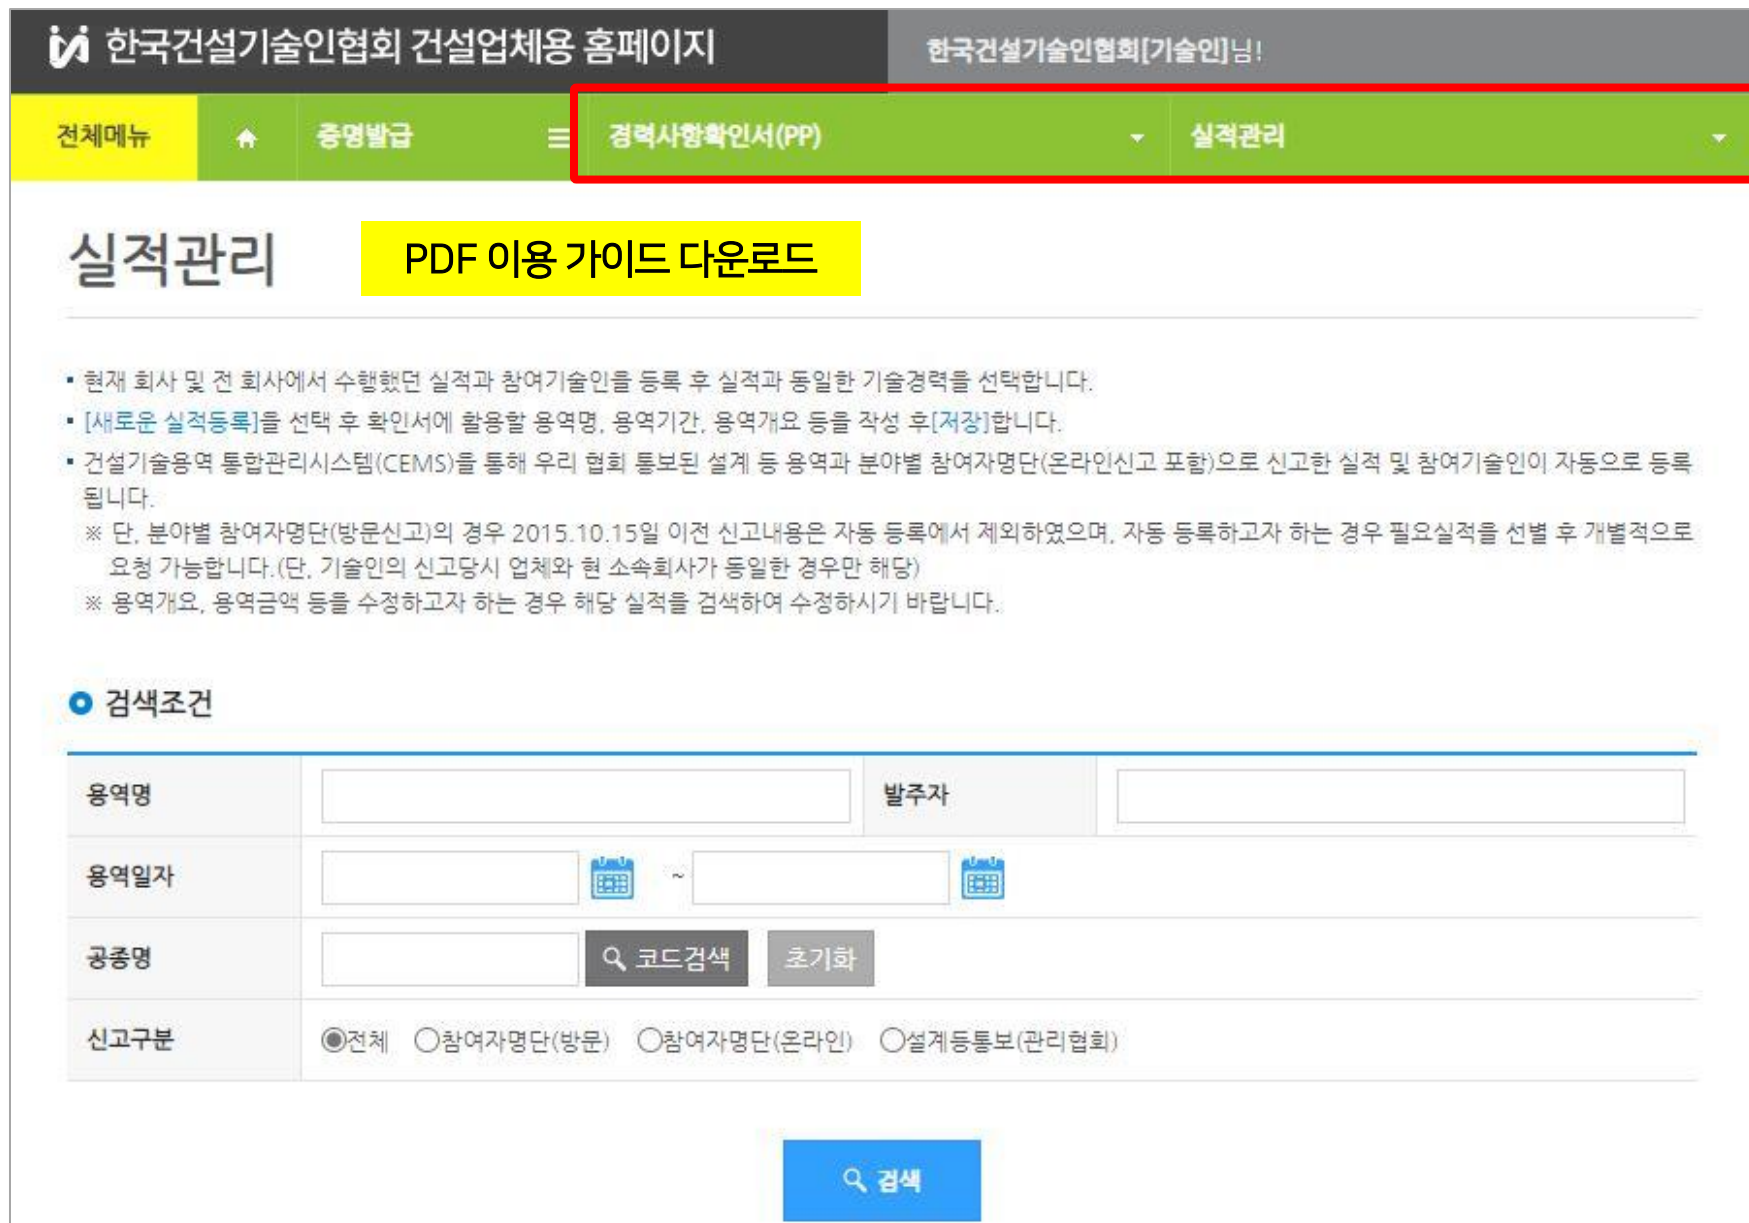 한국건설기술인협회 건설업체용 홈페이지
한국건설기술인협회[기술인]님!
전체메뉴
증명발급
경력사항확인서(PP)
실적관리
실적관리
PDF 이용 가이드 다운로드
현재 회사 및 전 회사에서 수행했던 실적과 참여기술인을 등록 후 실적과 동일한 기술경력을 선택합니다.
[새로운 실적등록]을 선택 후 확인서에 활용할 용역명, 용역기간, 용역개요 등을 작성 후[저장]합니다.
건설기술용역 통합관리시스템(CEMS)을 통해 우리 협회 통보된 설계 등 용역과 분야별 참여자명단(온라인신고 포함)으로 신고한 실적 및 참여기술인이 자동으로 등록
됩니다.
※ 단, 분야별 참여자명단(방문신고)의 경우 2015.10.15일 이전 신고내용은 자동 등록에서 제외하였으며, 자동 등록하고자 하는 경우 필요실적을 선별 후 개별적으로
요청 가능합니다.(단, 기술인의 신고당시 업체와 현 소속회사가 동일한 경우만 해당)
※ 용역개요, 용역금액 등을 수정하고자 하는 경우 해당 실적을 검색하여 수정하시기 바랍니다.
검색조건
용역명
발주자
용역일자
~
공종명
코드검색
초기화
신고구분
전체 참여자명단(방문) 참여자명단(온라인) 설계등통보(관리협회)
검색